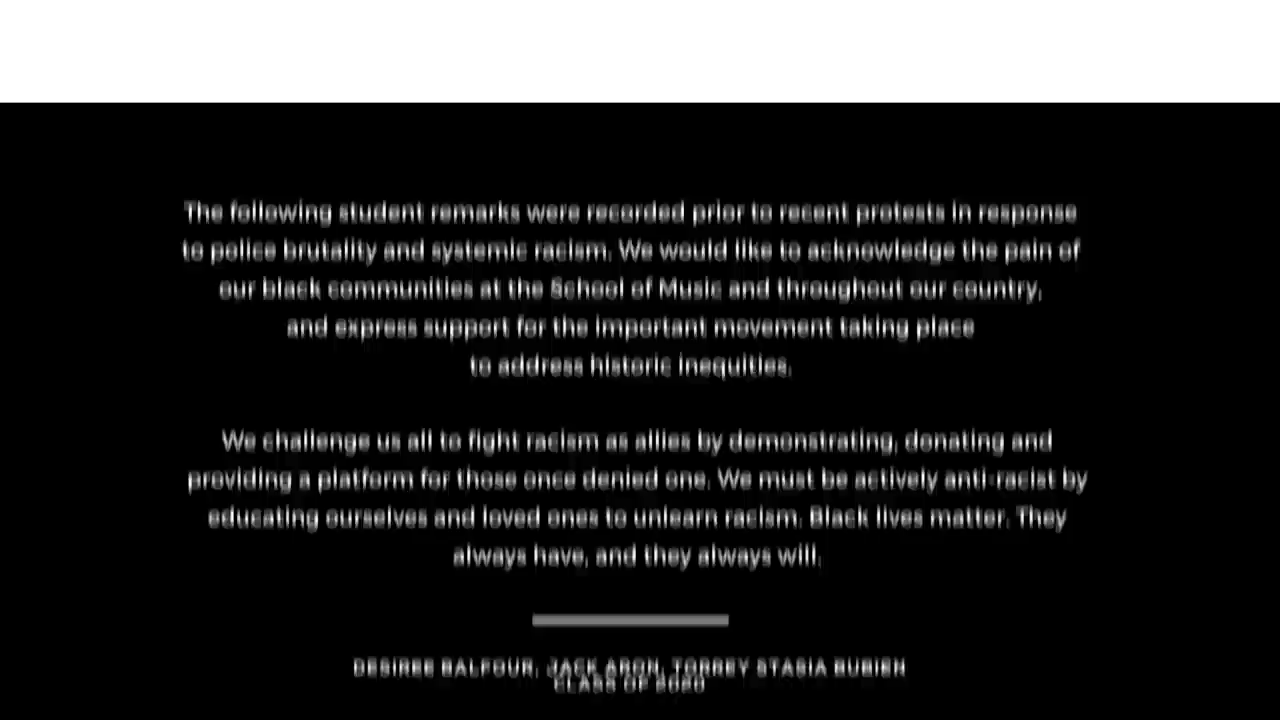 The following student remarks were recorded prior to recent protests in response
to police brutality and systemic racism. We would like to acknowledge the pain of
our black communities at the School of Music and throughout our country,
and express support for the important movement taking place
to address historic inequities.
We challenge us all to fight racism as allies by demonstrating, donating and
providing a platform for those once denied one. We must be actively anti-racist by
educating ourselves and loved ones to unlearn racism. Black lives matter. They
always have, and they always will.
DESIREE BALFOUR, JACK ARON, TORREY STASIA
CLASS OF